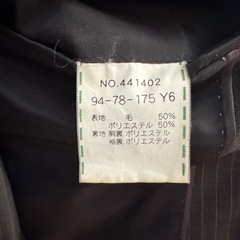 NO.441402
94-78-175 Y6
表地 毛 50%
ポリエステル 50%
裏地 胴裏 ポリエステル
袖裏 ポリエステル